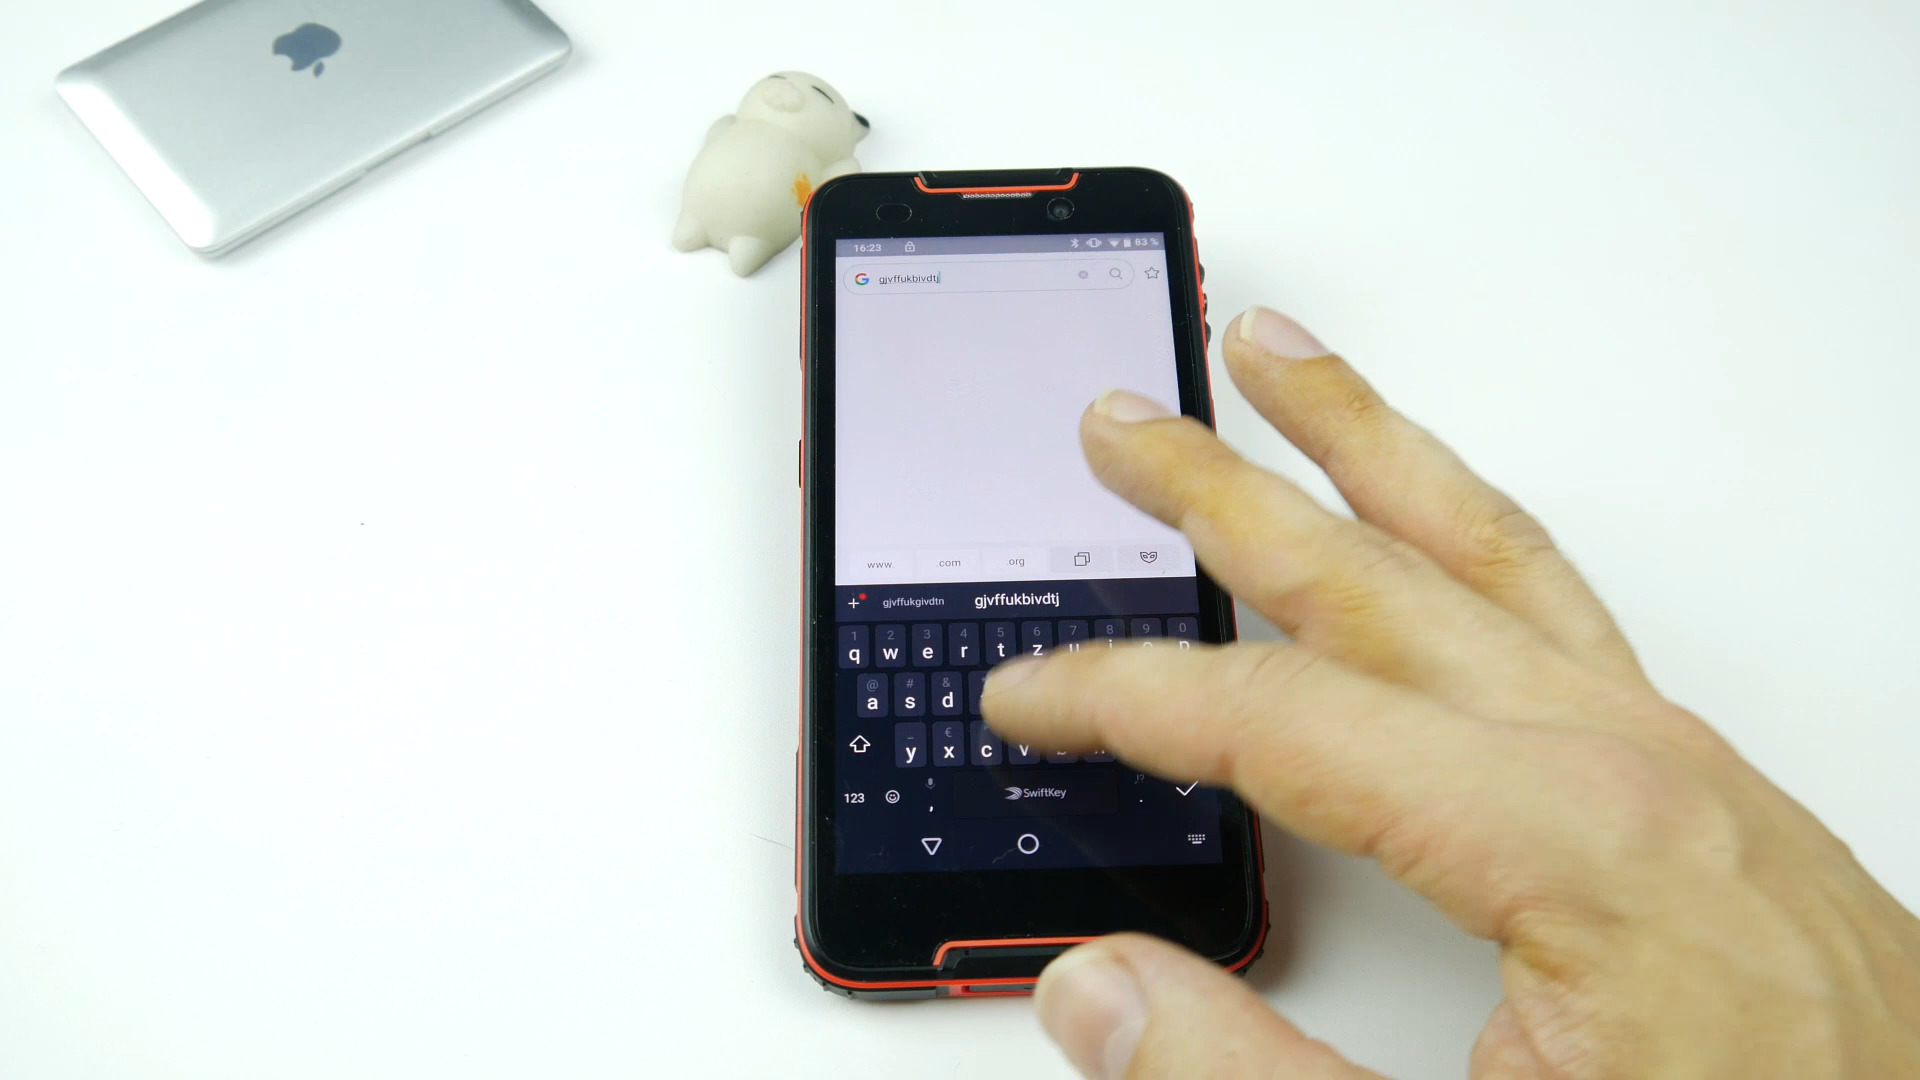 16:23 83 %
gjvffukbivdtj
www com org
gjvffukgivdtn gjvffukbivdtj
1 2 3 4 5 6 7 8 9 0
q w e r t z
@ # &
a s d
_ €
y x c v
123 , SwiftKey !? .